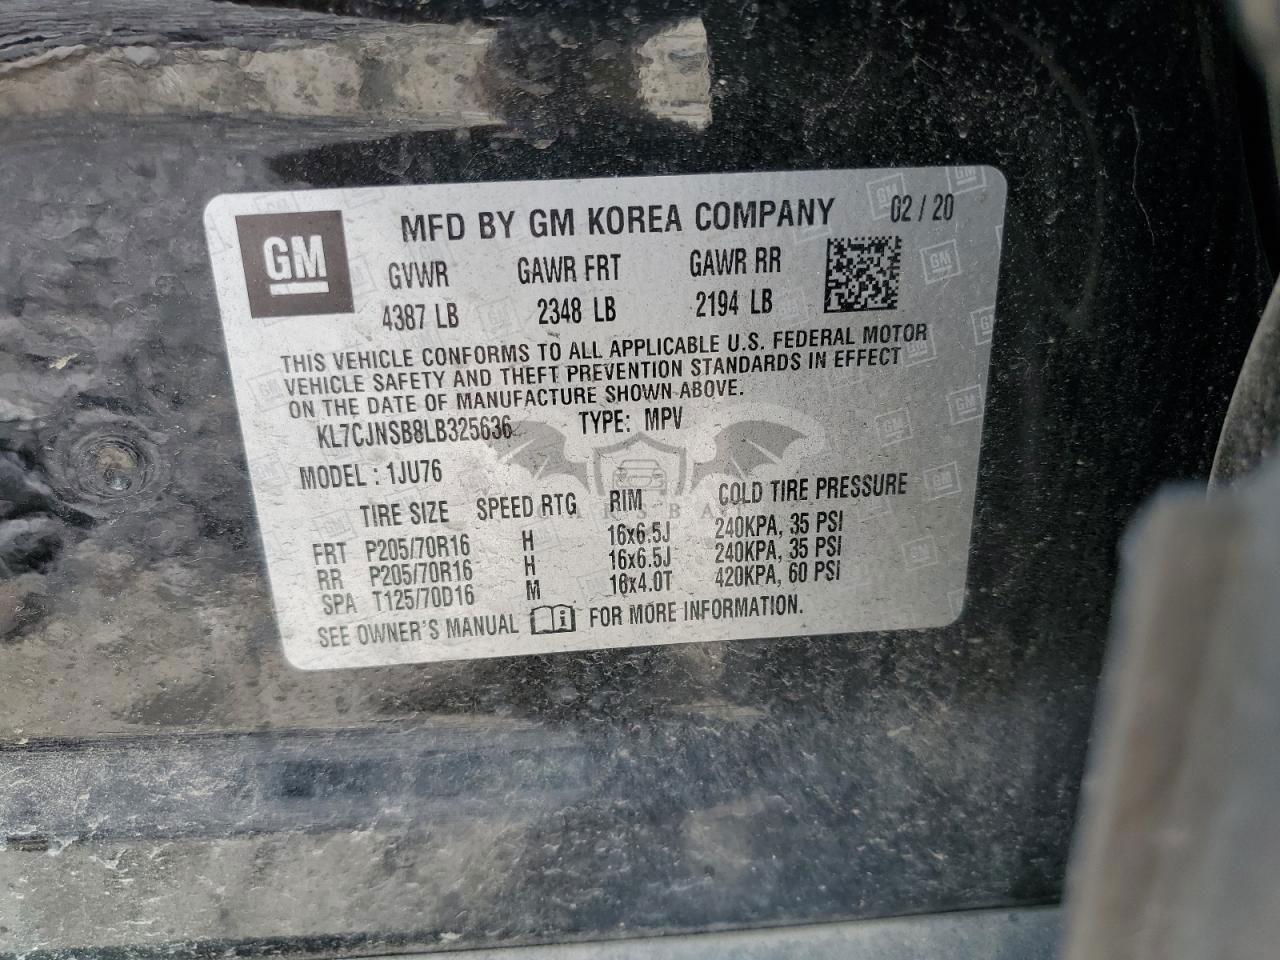 GM
MFD BY GM KOREA COMPANY 02 / 20
GVWR GAWR FRT GAWR RR
4387 LB 2348 LB 2194 LB
THIS VEHICLE CONFORMS TO ALL APPLICABLE U.S. FEDERAL MOTOR
VEHICLE SAFETY AND THEFT PREVENTION STANDARDS IN EFFECT
ON THE DATE OF MANUFACTURE SHOWN ABOVE.
KL7CJNSB8LB325636 TYPE: MPV
MODEL : 1JU76
TIRE SIZE SPEED RTG RIM COLD TIRE PRESSURE
FRT P205/70R16 H 16x6.5J 240KPA, 35 PSI
RR P205/70R16 H 16x6.5J 240KPA, 35 PSI
SPA T125/70D16 M 16x4.0T 420KPA, 60 PSI
SEE OWNER'S MANUAL FOR MORE INFORMATION.